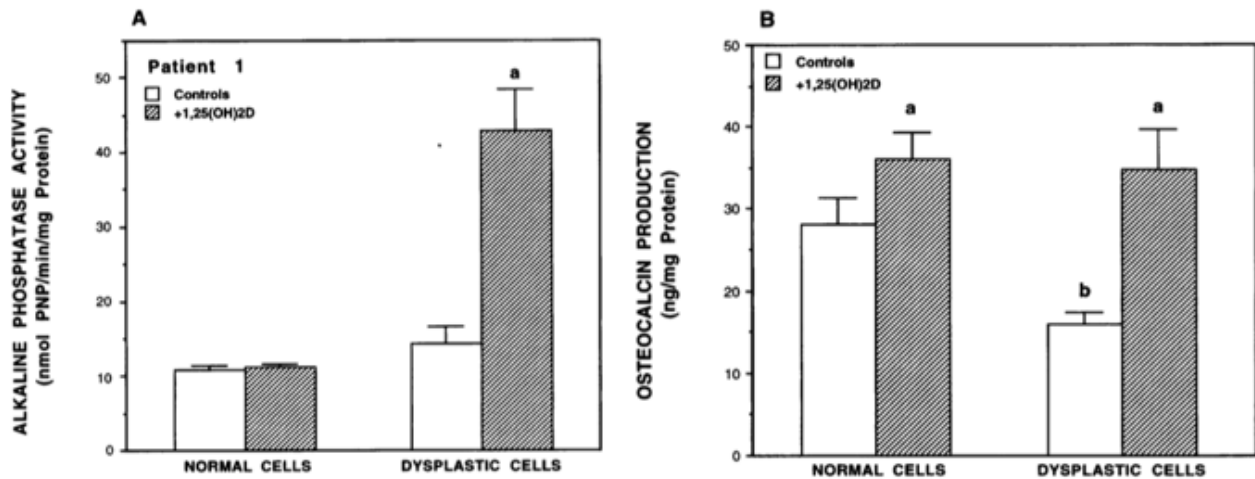 A
Patient 1
Controls
+1,25(OH)2D
a
50
40
30
20
10
0
ALKALINE PHOSPHATASE ACTIVITY
(nmol PNP/min/mg Protein)
NORMAL CELLS
DYSPLASTIC CELLS
B
Controls
+1,25(OH)2D
a
a
b
50
40
30
20
10
0
OSTEOCALCIN PRODUCTION
(ng/mg Protein)
NORMAL CELLS
DYSPLASTIC CELLS